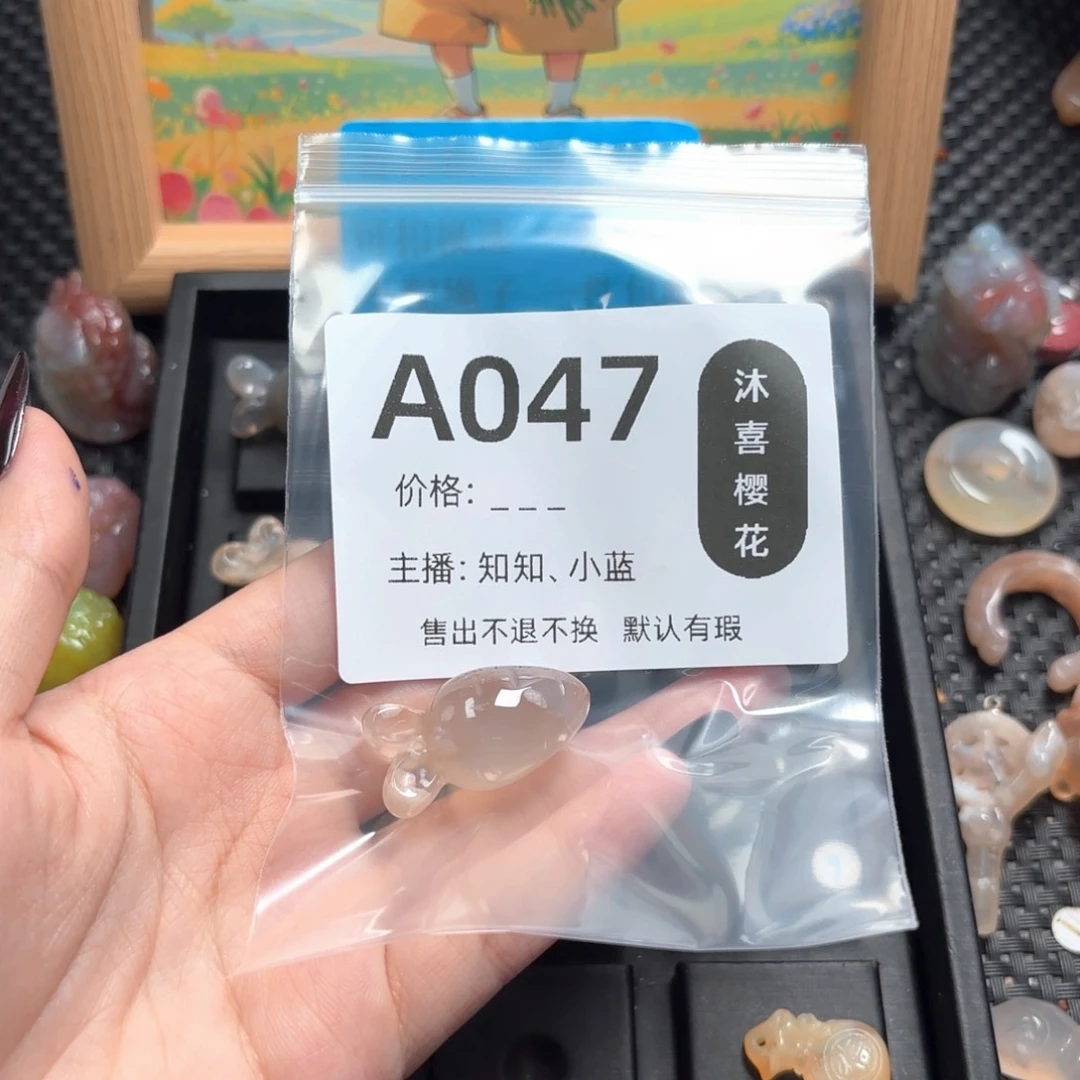 A047
沐喜樱花
价格：_ _ _
主播：知知、小蓝
售出不退不换 默认有瑕